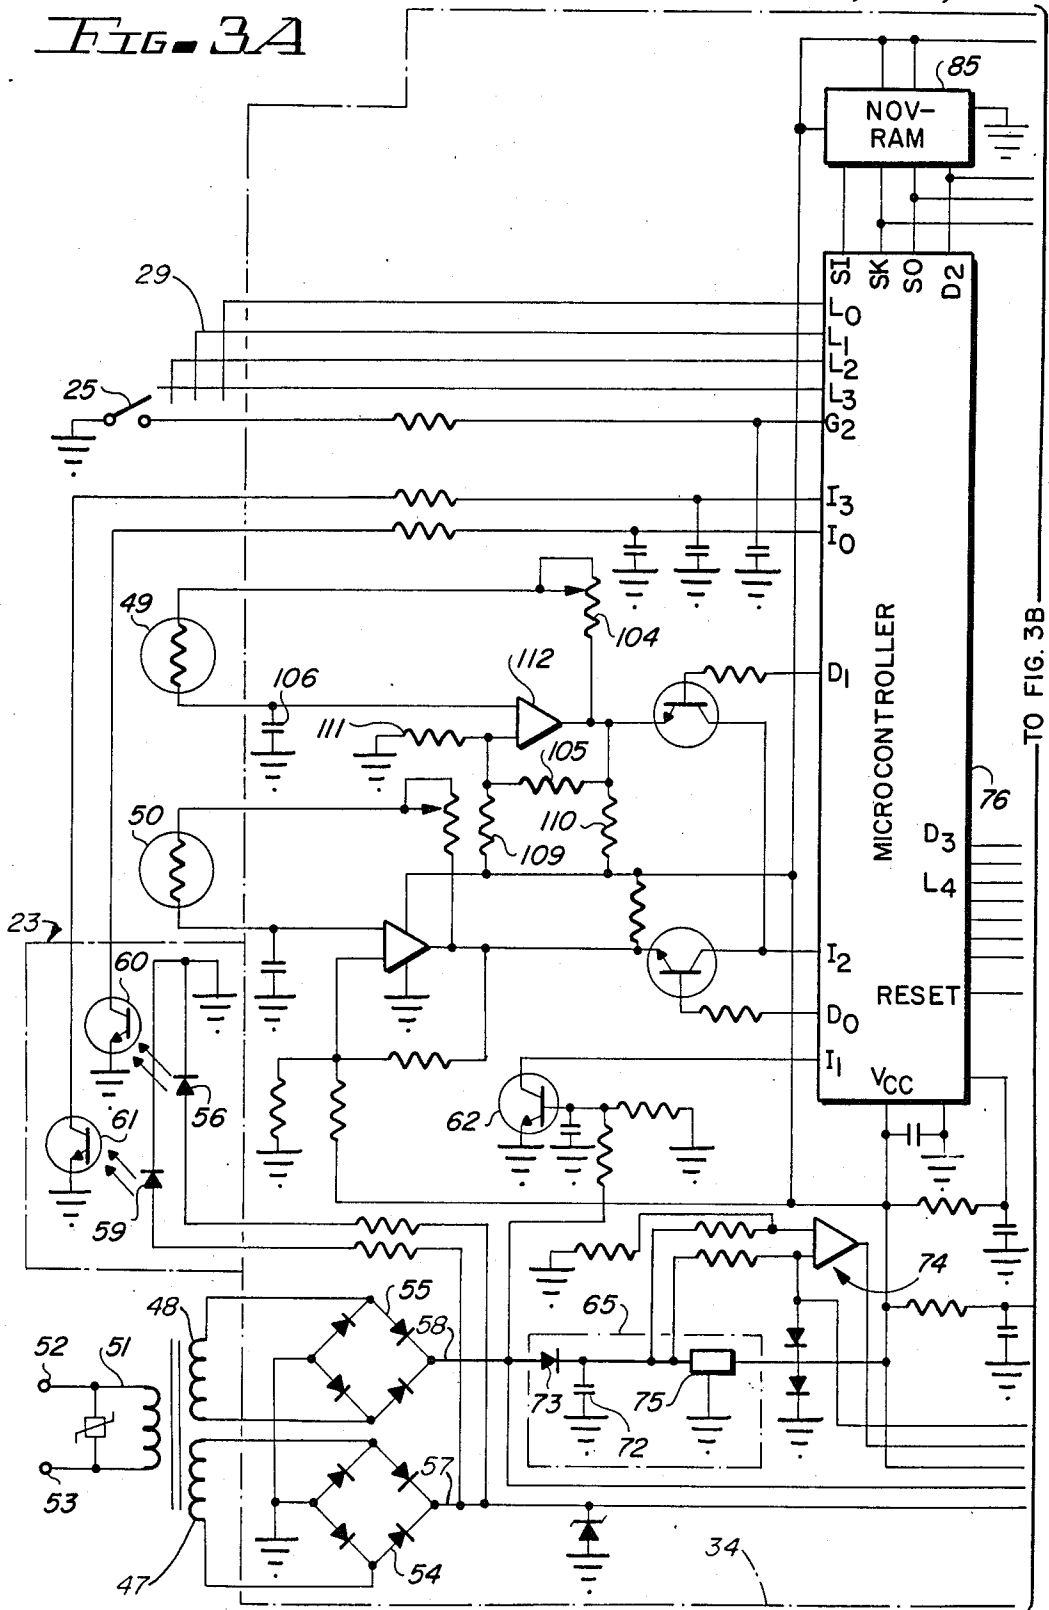 FIG. 3A
85
NOV-
RAM
SI
SK
SO
D2
29
L0
L1
L2
L3
25
G2
I3
I0
49
104
112
106
111
D1
105
MICROCONTROLLER
TO FIG. 3B
76
50
110
109
D3
L4
23
60
I2
RESET
D0
I1
VCC
56
62
61
59
74
48
55
58
65
52
51
73
72
75
53
57
47
54
34